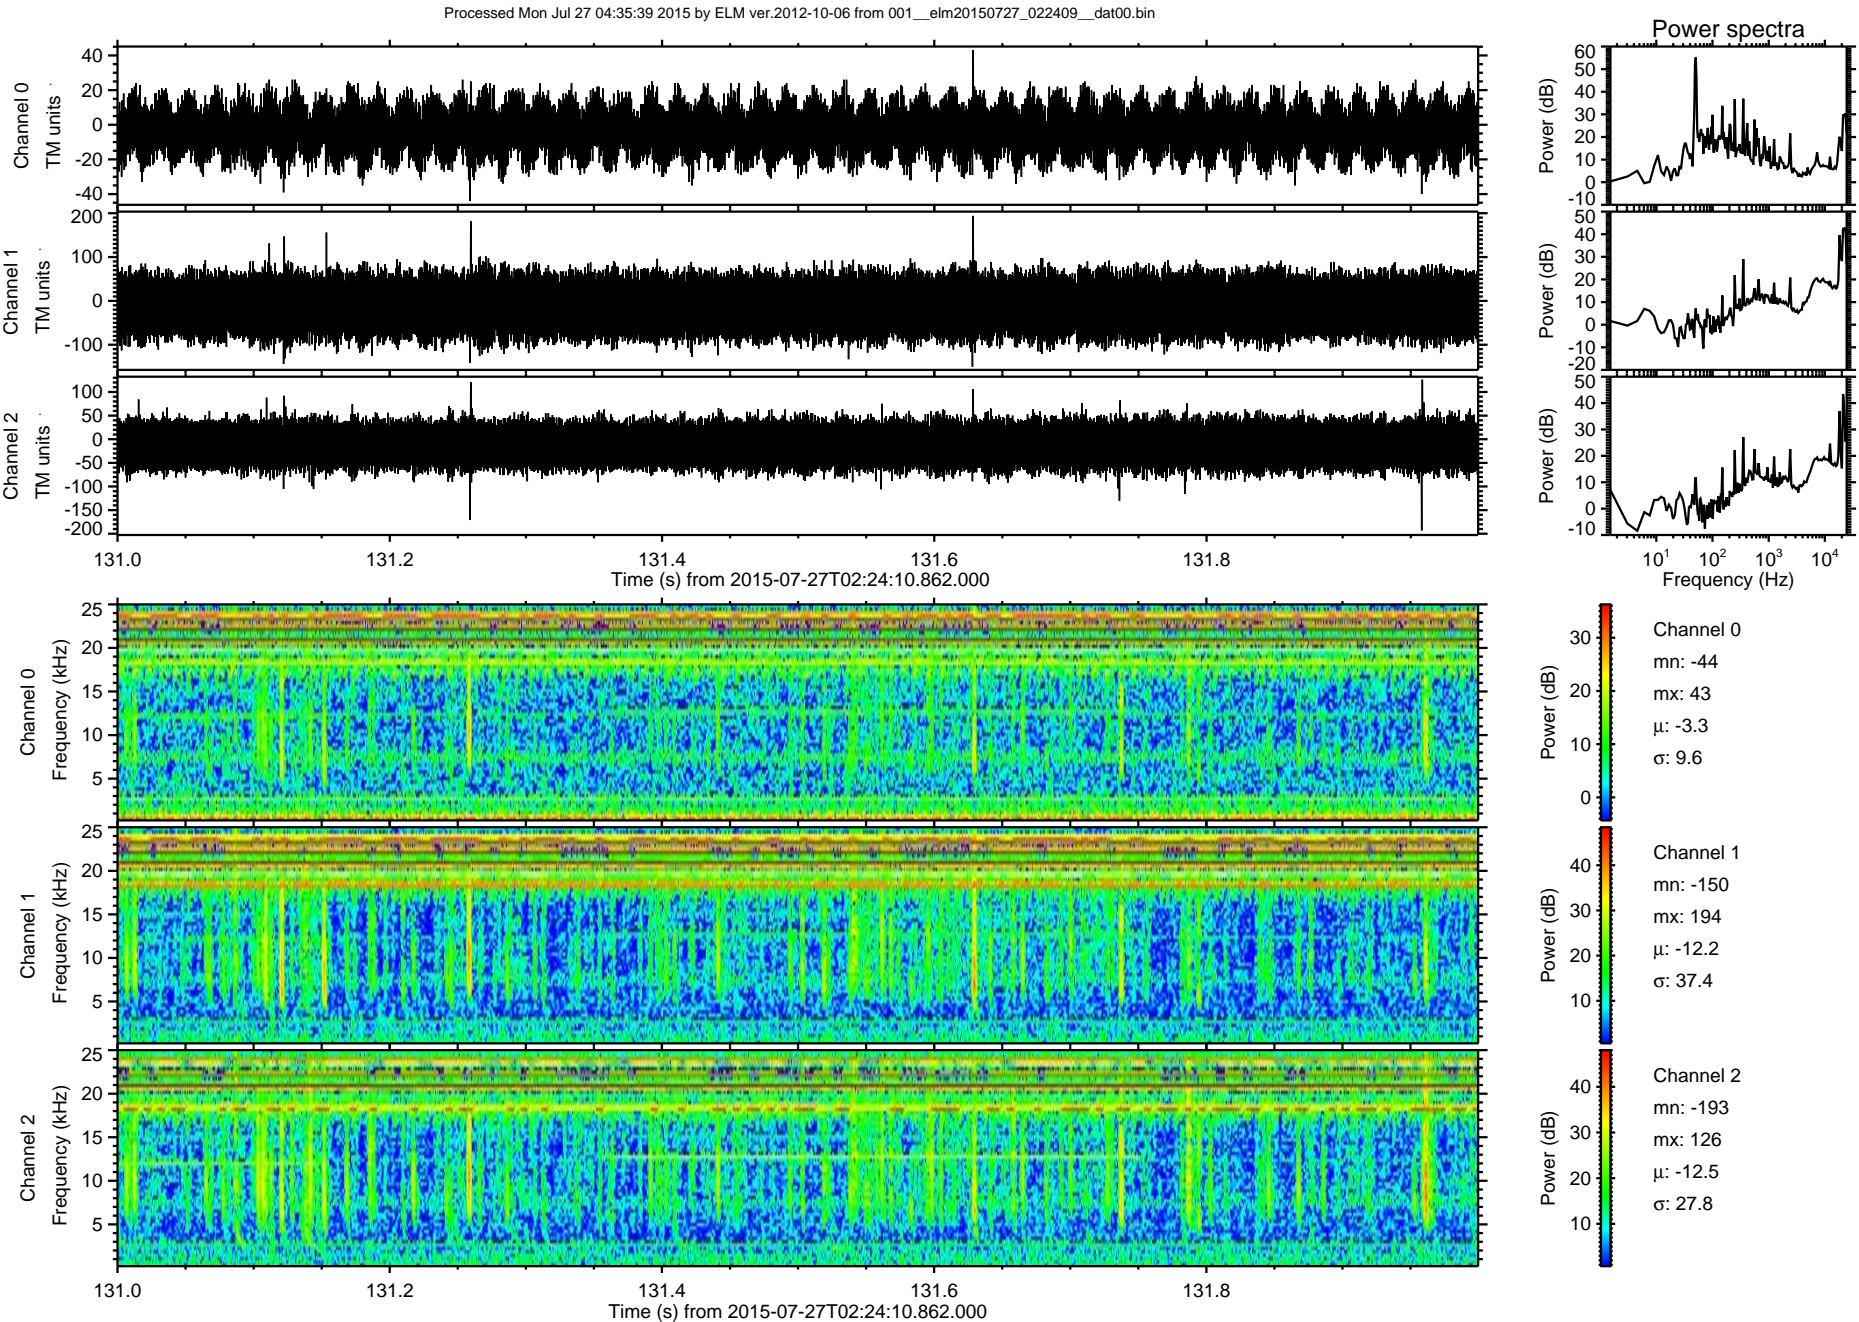 Processed Mon Jul 27 04:35:39 2015 by ELM ver.2012-10-06 from 001__elm20150727_022409__dat00.bin
Power spectra
Channel 0
TM units
40
20
0
-20
-40
Power (dB)
60
50
40
30
20
10
0
-10
Channel 1
TM units
200
100
0
-100
Power (dB)
50
40
30
20
10
0
-10
-20
Channel 2
TM units
100
50
0
-50
-100
-150
-200
Power (dB)
50
40
30
20
10
0
-10
131.0 131.2 131.4 131.6 131.8
Time (s) from 2015-07-27T02:24:10.862.000
10¹ 10² 10³ 10⁴
Frequency (Hz)
Channel 0
Frequency (kHz)
25
20
15
10
5
Power (dB)
30
20
10
0
Channel 0
mn: -44
mx: 43
μ: -3.3
σ: 9.6
Channel 1
Frequency (kHz)
25
20
15
10
5
Power (dB)
40
30
20
10
Channel 1
mn: -150
mx: 194
μ: -12.2
σ: 37.4
Channel 2
Frequency (kHz)
25
20
15
10
5
Power (dB)
40
30
20
10
Channel 2
mn: -193
mx: 126
μ: -12.5
σ: 27.8
131.0 131.2 131.4 131.6 131.8
Time (s) from 2015-07-27T02:24:10.862.000